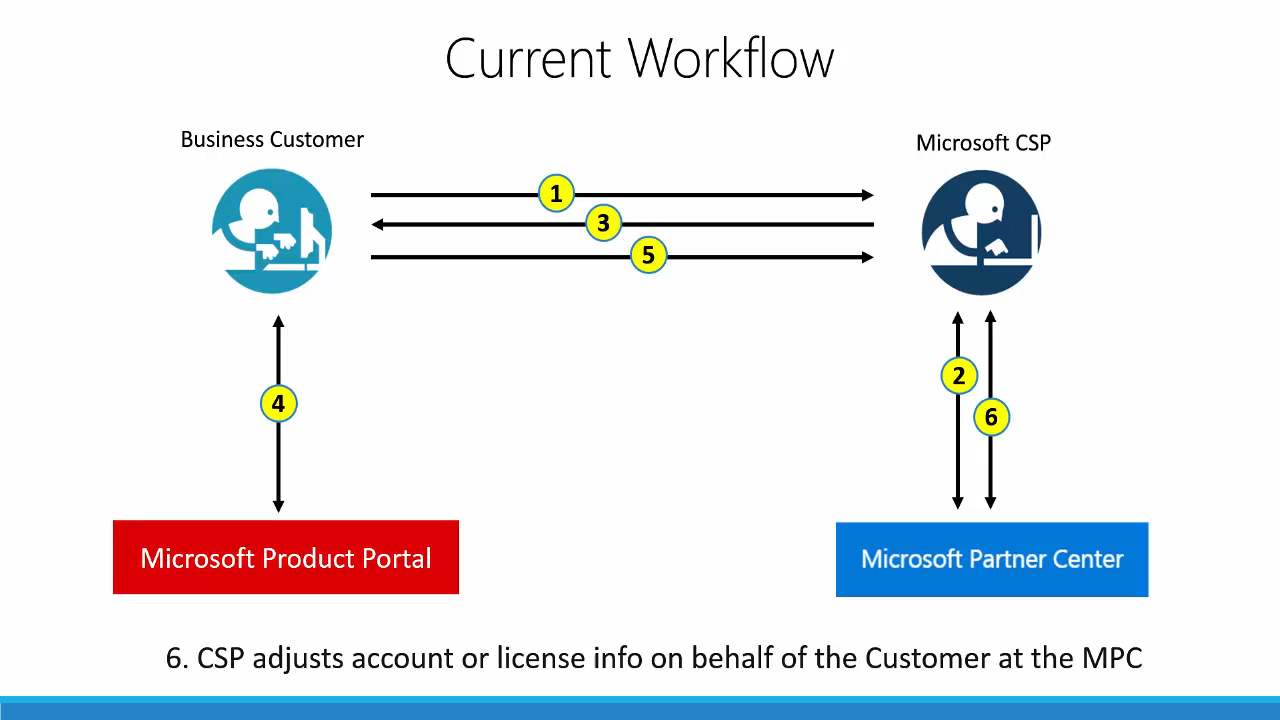 Current Workflow
Business Customer
Microsoft CSP
1
3
5
4
2
6
Microsoft Product Portal
Microsoft Partner Center
6. CSP adjusts account or license info on behalf of the Customer at the MPC